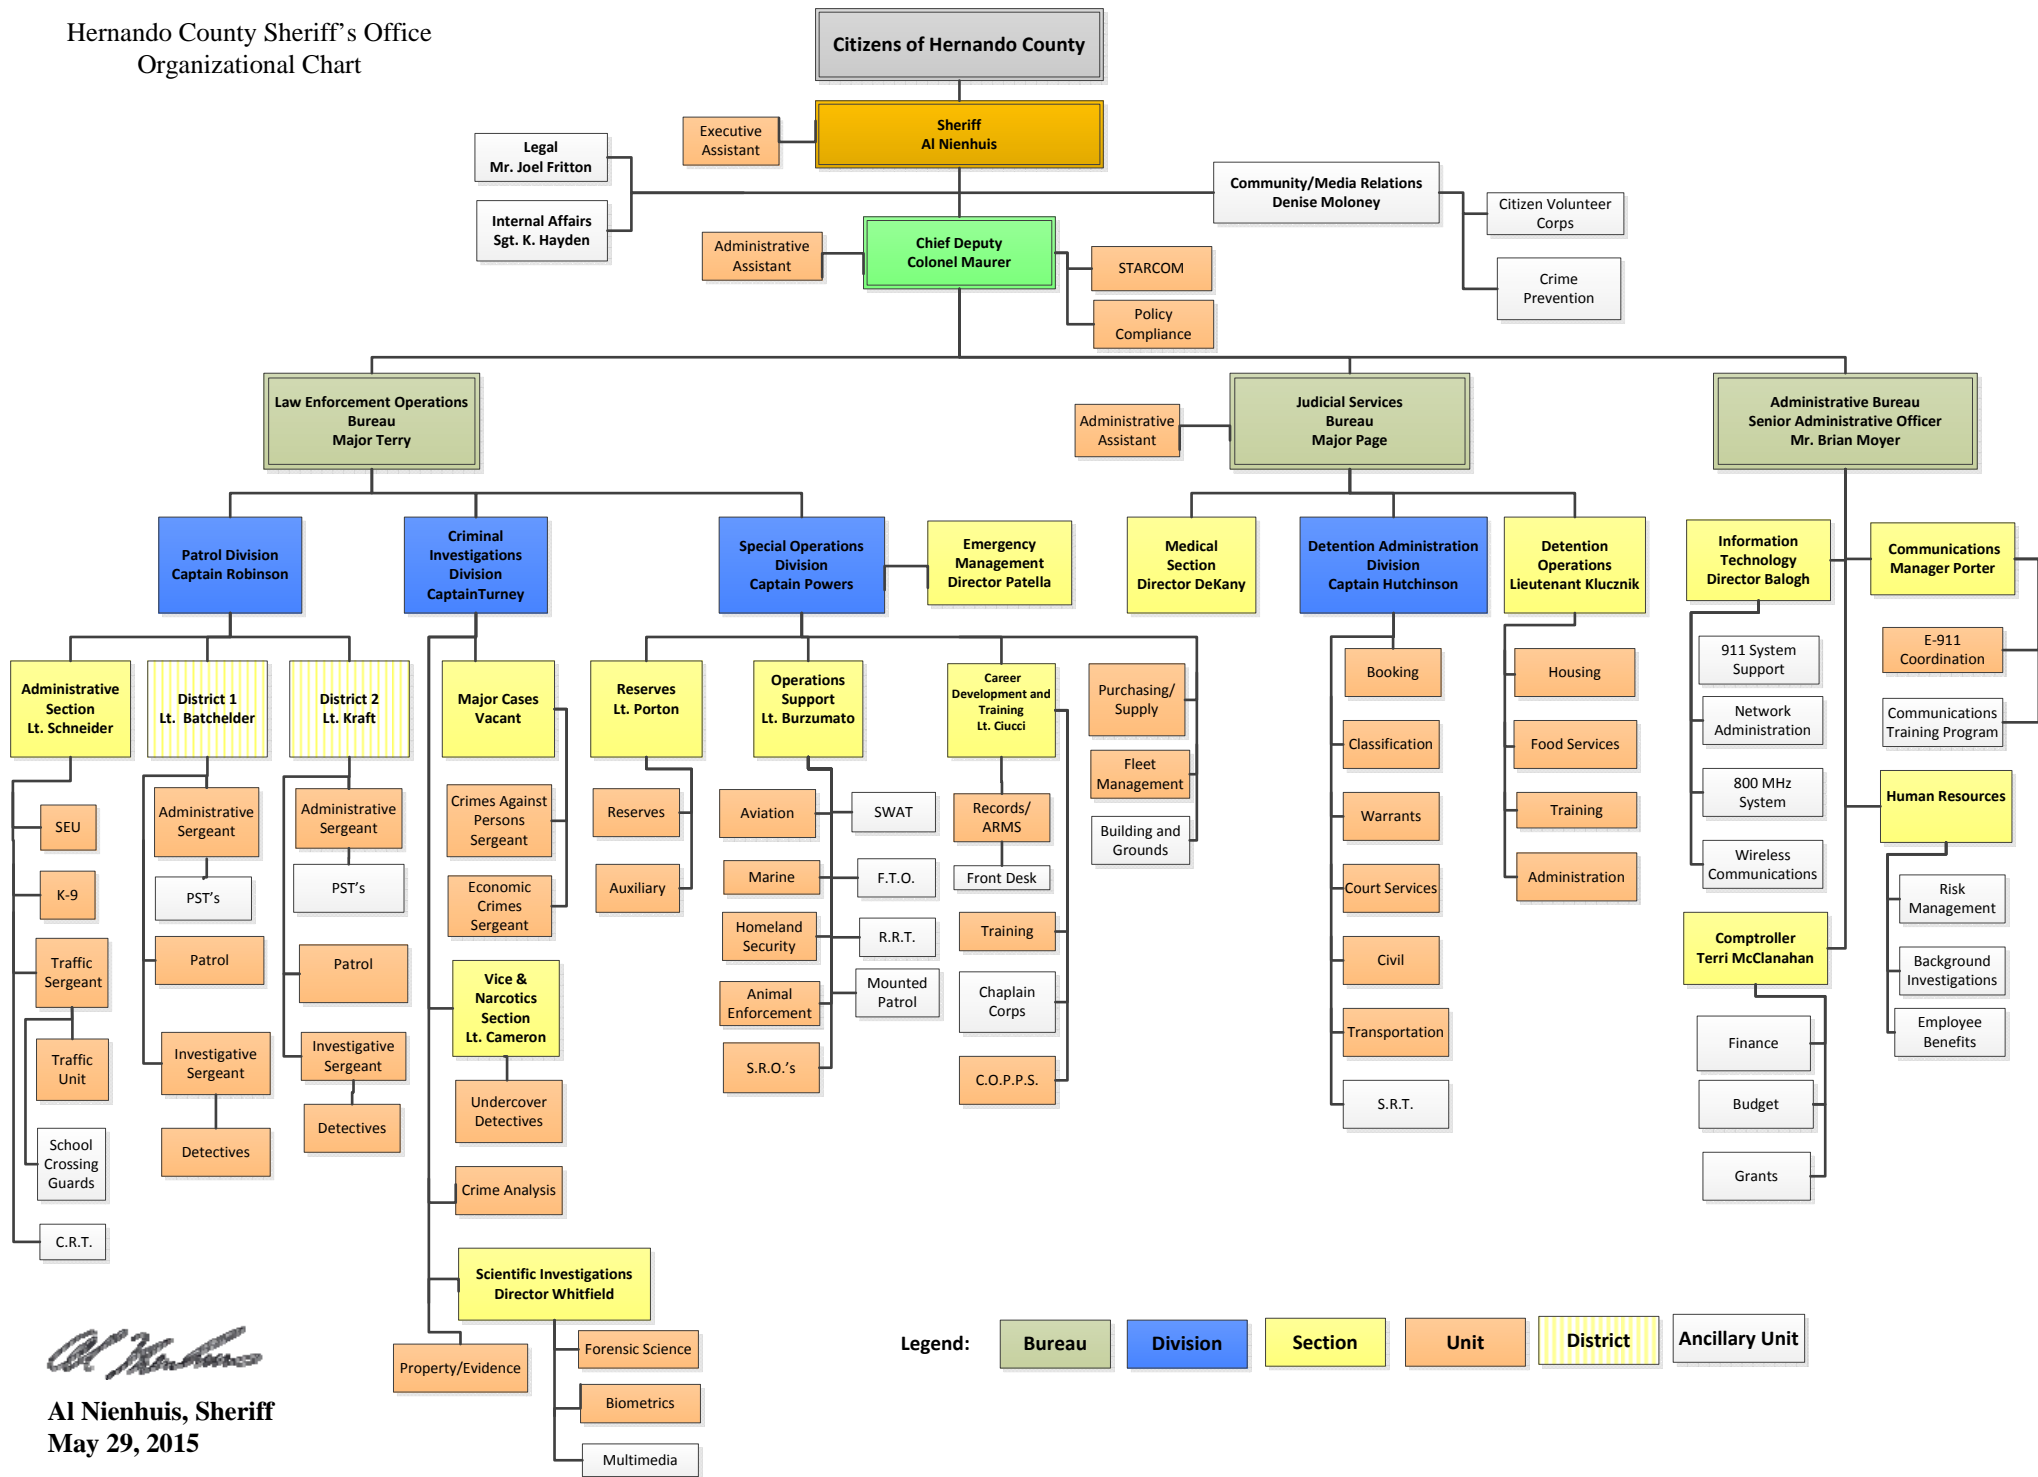 Hernando County Sheriff's Office
Organizational Chart
Citizens of Hernando County
Sheriff
Al Nienhuis
Executive
Assistant
Legal
Mr. Joel Fritton
Internal Affairs
Sgt. K. Hayden
Community/Media Relations
Denise Moloney
Citizen Volunteer
Corps
Crime
Prevention
Administrative
Assistant
Chief Deputy
Colonel Maurer
STARCOM
Policy
Compliance
Law Enforcement Operations
Bureau
Major Terry
Administrative
Assistant
Judicial Services
Bureau
Major Page
Administrative Bureau
Senior Administrative Officer
Mr. Brian Moyer
Patrol Division
Captain Robinson
Criminal
Investigations
Division
CaptainTurney
Special Operations
Division
Captain Powers
Emergency
Management
Director Patella
Medical
Section
Director DeKany
Detention Administration
Division
Captain Hutchinson
Detention
Operations
Lieutenant Klucznik
Information
Technology
Director Balogh
Communications
Manager Porter
Administrative
Section
Lt. Schneider
District 1
Lt.  Batchelder
District 2
Lt. Kraft
Major Cases
Vacant
Reserves
Lt. Porton
Operations
Support
Lt. Burzumato
Career
Development and
Training
Lt. Ciucci
Purchasing/
Supply
Fleet
Management
Building and
Grounds
SEU
K-9
Traffic
Sergeant
Traffic
Unit
School
Crossing
Guards
C.R.T.
Administrative
Sergeant
PST's
Patrol
Investigative
Sergeant
Detectives
Administrative
Sergeant
PST's
Patrol
Investigative
Sergeant
Detectives
Crimes Against
Persons
Sergeant
Economic
Crimes
Sergeant
Vice &
Narcotics
Section
Lt. Cameron
Undercover
Detectives
Crime Analysis
Scientific Investigations
Director Whitfield
Property/Evidence
Forensic Science
Biometrics
Multimedia
Reserves
Auxiliary
Aviation
Marine
Homeland
Security
Animal
Enforcement
S.R.O.'s
SWAT
F.T.O.
R.R.T.
Mounted
Patrol
Records/
ARMS
Front Desk
Training
Chaplain
Corps
C.O.P.P.S.
Booking
Classification
Warrants
Court Services
Civil
Transportation
S.R.T.
Housing
Food Services
Training
Administration
911 System
Support
Network
Administration
800 MHz
System
Wireless
Communications
E-911
Coordination
Communications
Training Program
Human Resources
Risk
Management
Background
Investigations
Employee
Benefits
Comptroller
Terri McClanahan
Finance
Budget
Grants
Legend:
Bureau
Division
Section
Unit
District
Ancillary Unit
Al Nienhuis
Al Nienhuis, Sheriff
May 29, 2015